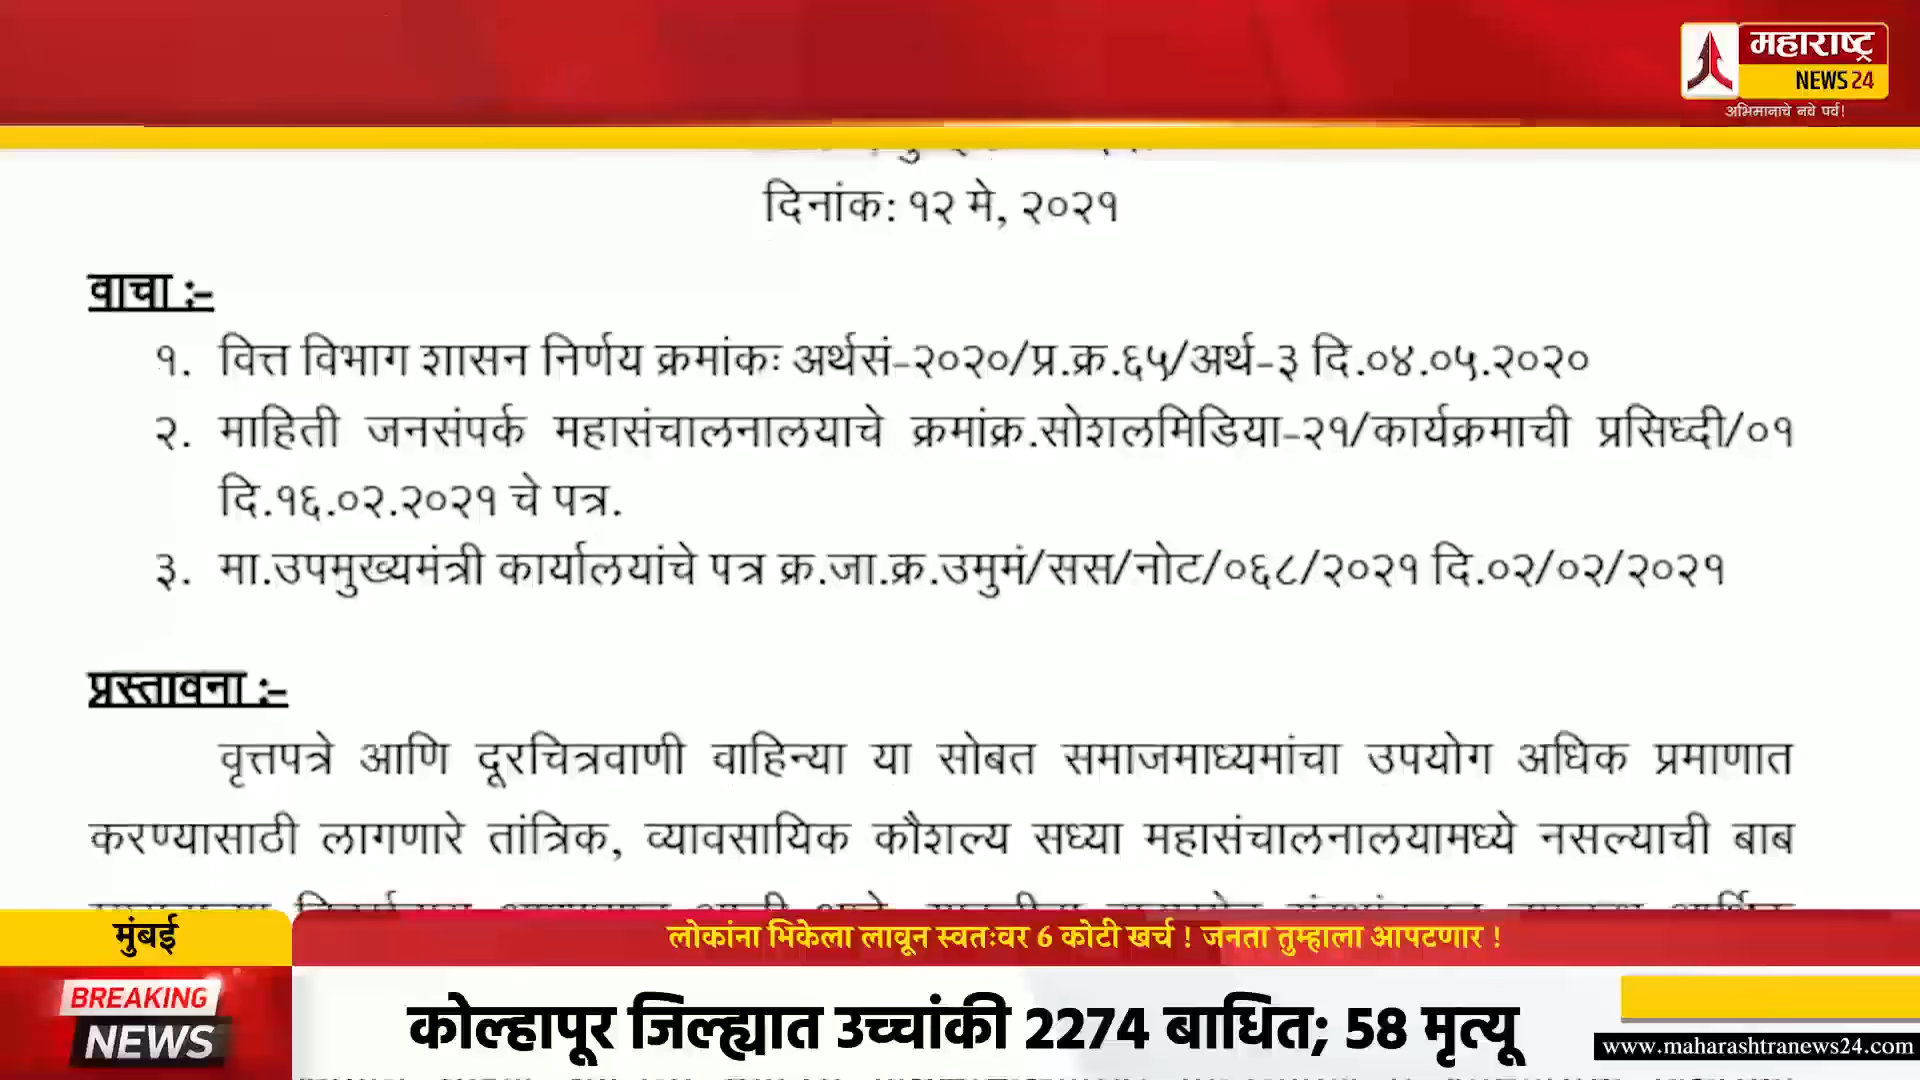 महाराष्ट्र
NEWS 24
अभिमानाचे नवे पर्व!
दिनांक: १२ मे, २०२१
वाचा :-
१. वित्त विभाग शासन निर्णय क्रमांकः अर्थसं-२०२०/प्र.क्र.६५/अर्थ-३ दि.०४.०५.२०२०
२. माहिती जनसंपर्क महासंचालनालयाचे क्रमांक्र.सोशलमिडिया-२१/कार्यक्रमाची प्रसिध्दी/०१
दि.१६.०२.२०२१ चे पत्र.
३. मा.उपमुख्यमंत्री कार्यालयांचे पत्र क्र.जा.क्र.उमुमं/सस/नोट/०६८/२०२१ दि.०२/०२/२०२१
प्रस्तावना :-
वृत्तपत्रे आणि दूरचित्रवाणी वाहिन्या या सोबत समाजमाध्यमांचा उपयोग अधिक प्रमाणात
करण्यासाठी लागणारे तांत्रिक, व्यावसायिक कौशल्य सध्या महासंचालनालयामध्ये नसल्याची बाब
मुंबई
लोकांना भिकेला लावून स्वतःवर 6 कोटी खर्च ! जनता तुम्हाला आपटणार !
BREAKING
NEWS
कोल्हापूर जिल्ह्यात उच्चांकी 2274 बाधित; 58 मृत्यू
www.maharashtranews24.com